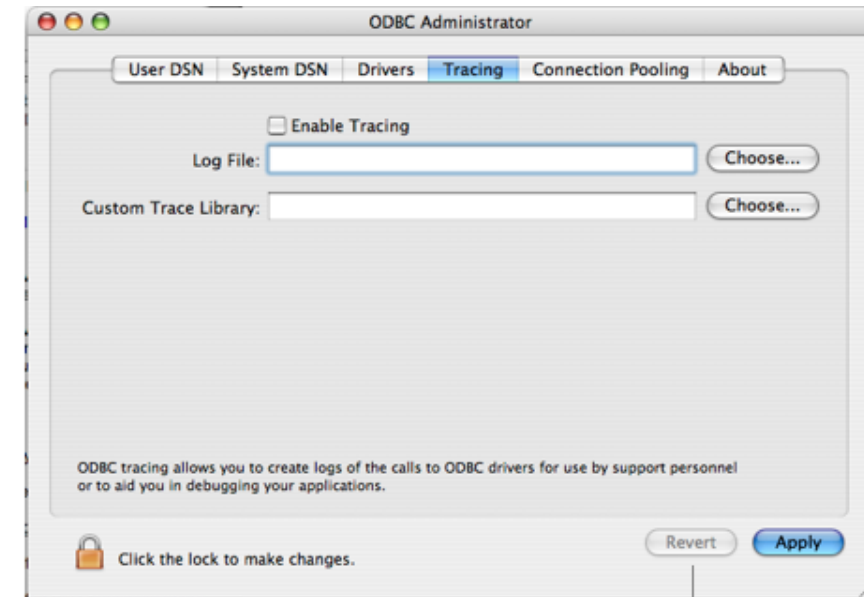 ODBC Administrator
User DSN System DSN Drivers Tracing Connection Pooling About
Enable Tracing
Log File: Choose...
Custom Trace Library: Choose...
ODBC tracing allows you to create logs of the calls to ODBC drivers for use by support personnel
or to aid you in debugging your applications.
Click the lock to make changes. Revert Apply